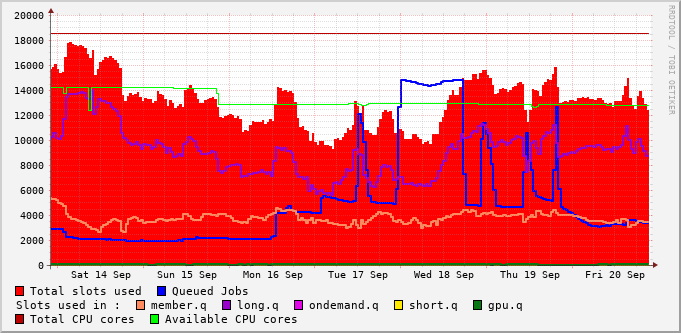 20000
18000
16000
14000
12000
10000
8000
6000
4000
2000
0
Sat 14 Sep Sun 15 Sep Mon 16 Sep Tue 17 Sep Wed 18 Sep Thu 19 Sep Fri 20 Sep
RRDTOOL / TOBI OETIKER
Total slots used Queued Jobs
Slots used in : member.q long.q ondemand.q short.q gpu.q
Total CPU cores Available CPU cores